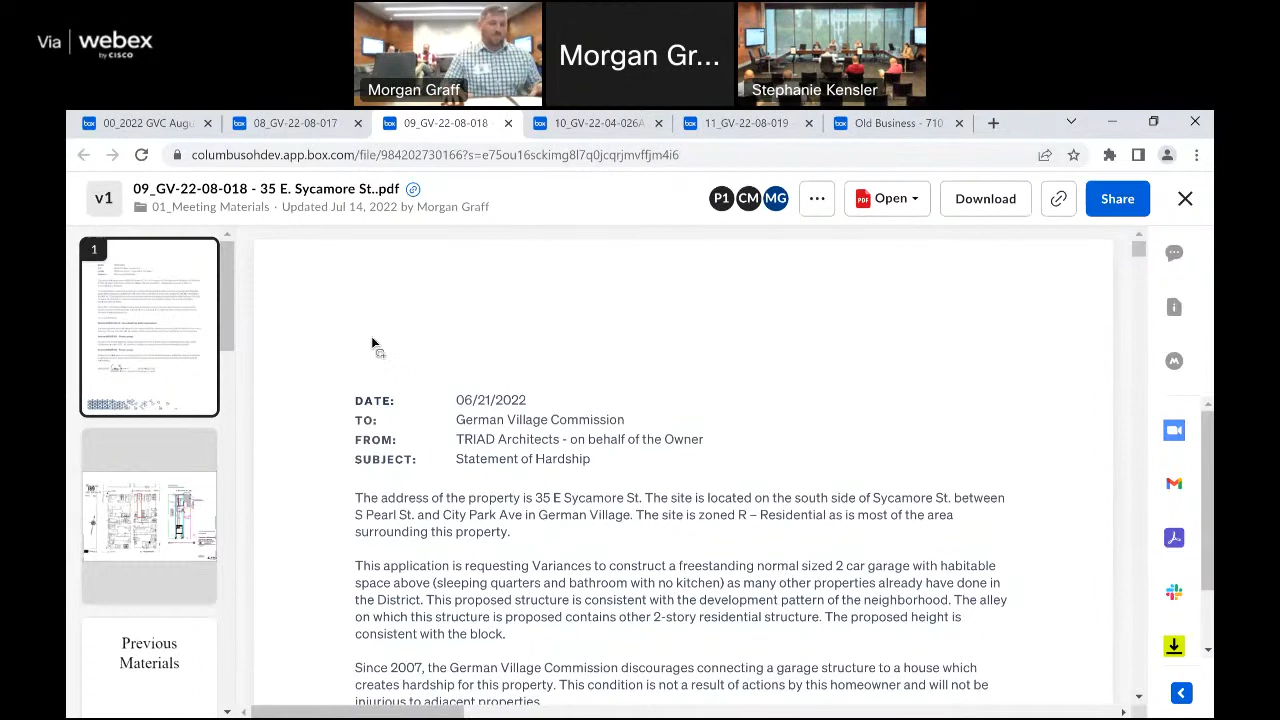 Via webex
by CISCO
Morgan Graff
Morgan Gr...
Stephanie Kensler
00_2022 GVC Aug
08_GV-22-08-017
09_GV-22-08-018
10_GV-22-04-026A
11_GV-22-08-019
Old Business - 710
columbusohdev.app.box.com/file/984202730166?s=e75ou16sckimg8l7q0jcqrjmvffjm4i6
v1
09_GV-22-08-018 - 35 E. Sycamore St..pdf
01_Meeting Materials · Updated Jul 14, 2022 by Morgan Graff
P1 CM MG
Open
Download
Share
1
Previous
Materials
DATE: 06/21/2022
TO: German Village Commission
FROM: TRIAD Architects - on behalf of the Owner
SUBJECT: Statement of Hardship
The address of the property is 35 E Sycamore St. The site is located on the south side of Sycamore St. between
S Pearl St. and City Park Ave in German Village. The site is zoned R – Residential as is most of the area
surrounding this property.
This application is requesting Variances to construct a freestanding normal sized 2 car garage with habitable
space above (sleeping quarters and bathroom with no kitchen) as many other properties already have done in
the District. This proposed structure is consistent with the development pattern of the neighborhood. The alley
on which this structure is proposed contains other 2-story residential structure. The proposed height is
consistent with the block.
Since 2007, the German Village Commission discourages connecting a garage structure to a house which
creates hardship for this property. This condition is not a result of actions by this homeowner and will not be
injurious to adjacent properties.